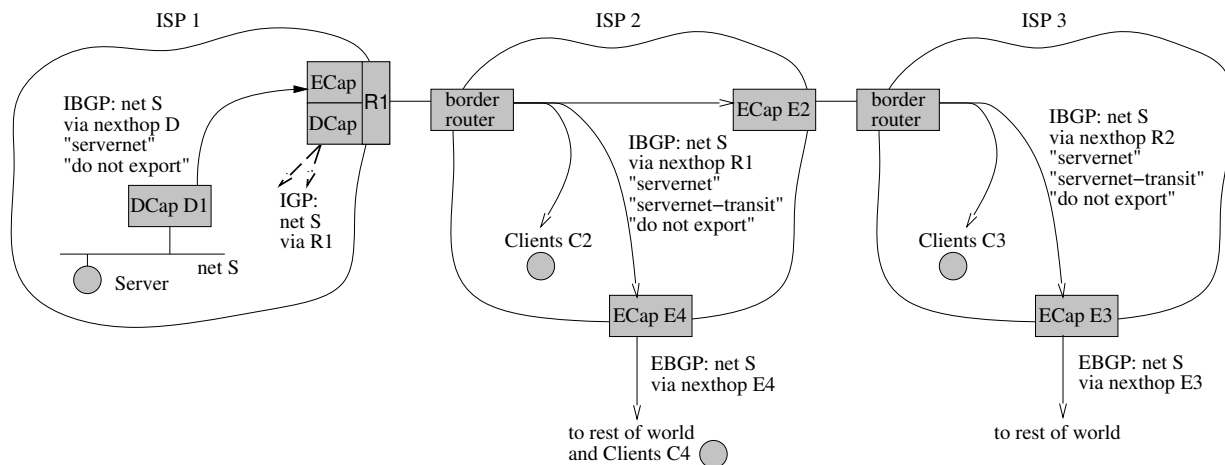 ISP 1
ISP 2
ISP 3
IBGP: net S
via nexthop D
"servernet"
"do not export"
ECap
DCap
R1
DCap D1
IGP:
net S
via R1
net S
Server
border
router
ECap E2
IBGP: net S
via nexthop R1
"servernet"
"servernet−transit"
"do not export"
Clients C2
ECap E4
EBGP: net S
via nexthop E4
to rest of world
and Clients C4
border
router
IBGP: net S
via nexthop R2
"servernet"
"servernet−transit"
"do not export"
Clients C3
ECap E3
EBGP: net S
via nexthop E3
to rest of world